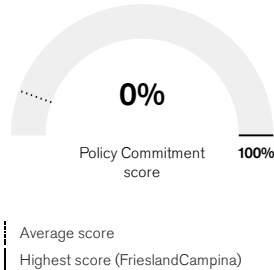 0%
Policy Commitment
score
100%
Average score
Highest score (FrieslandCampina)